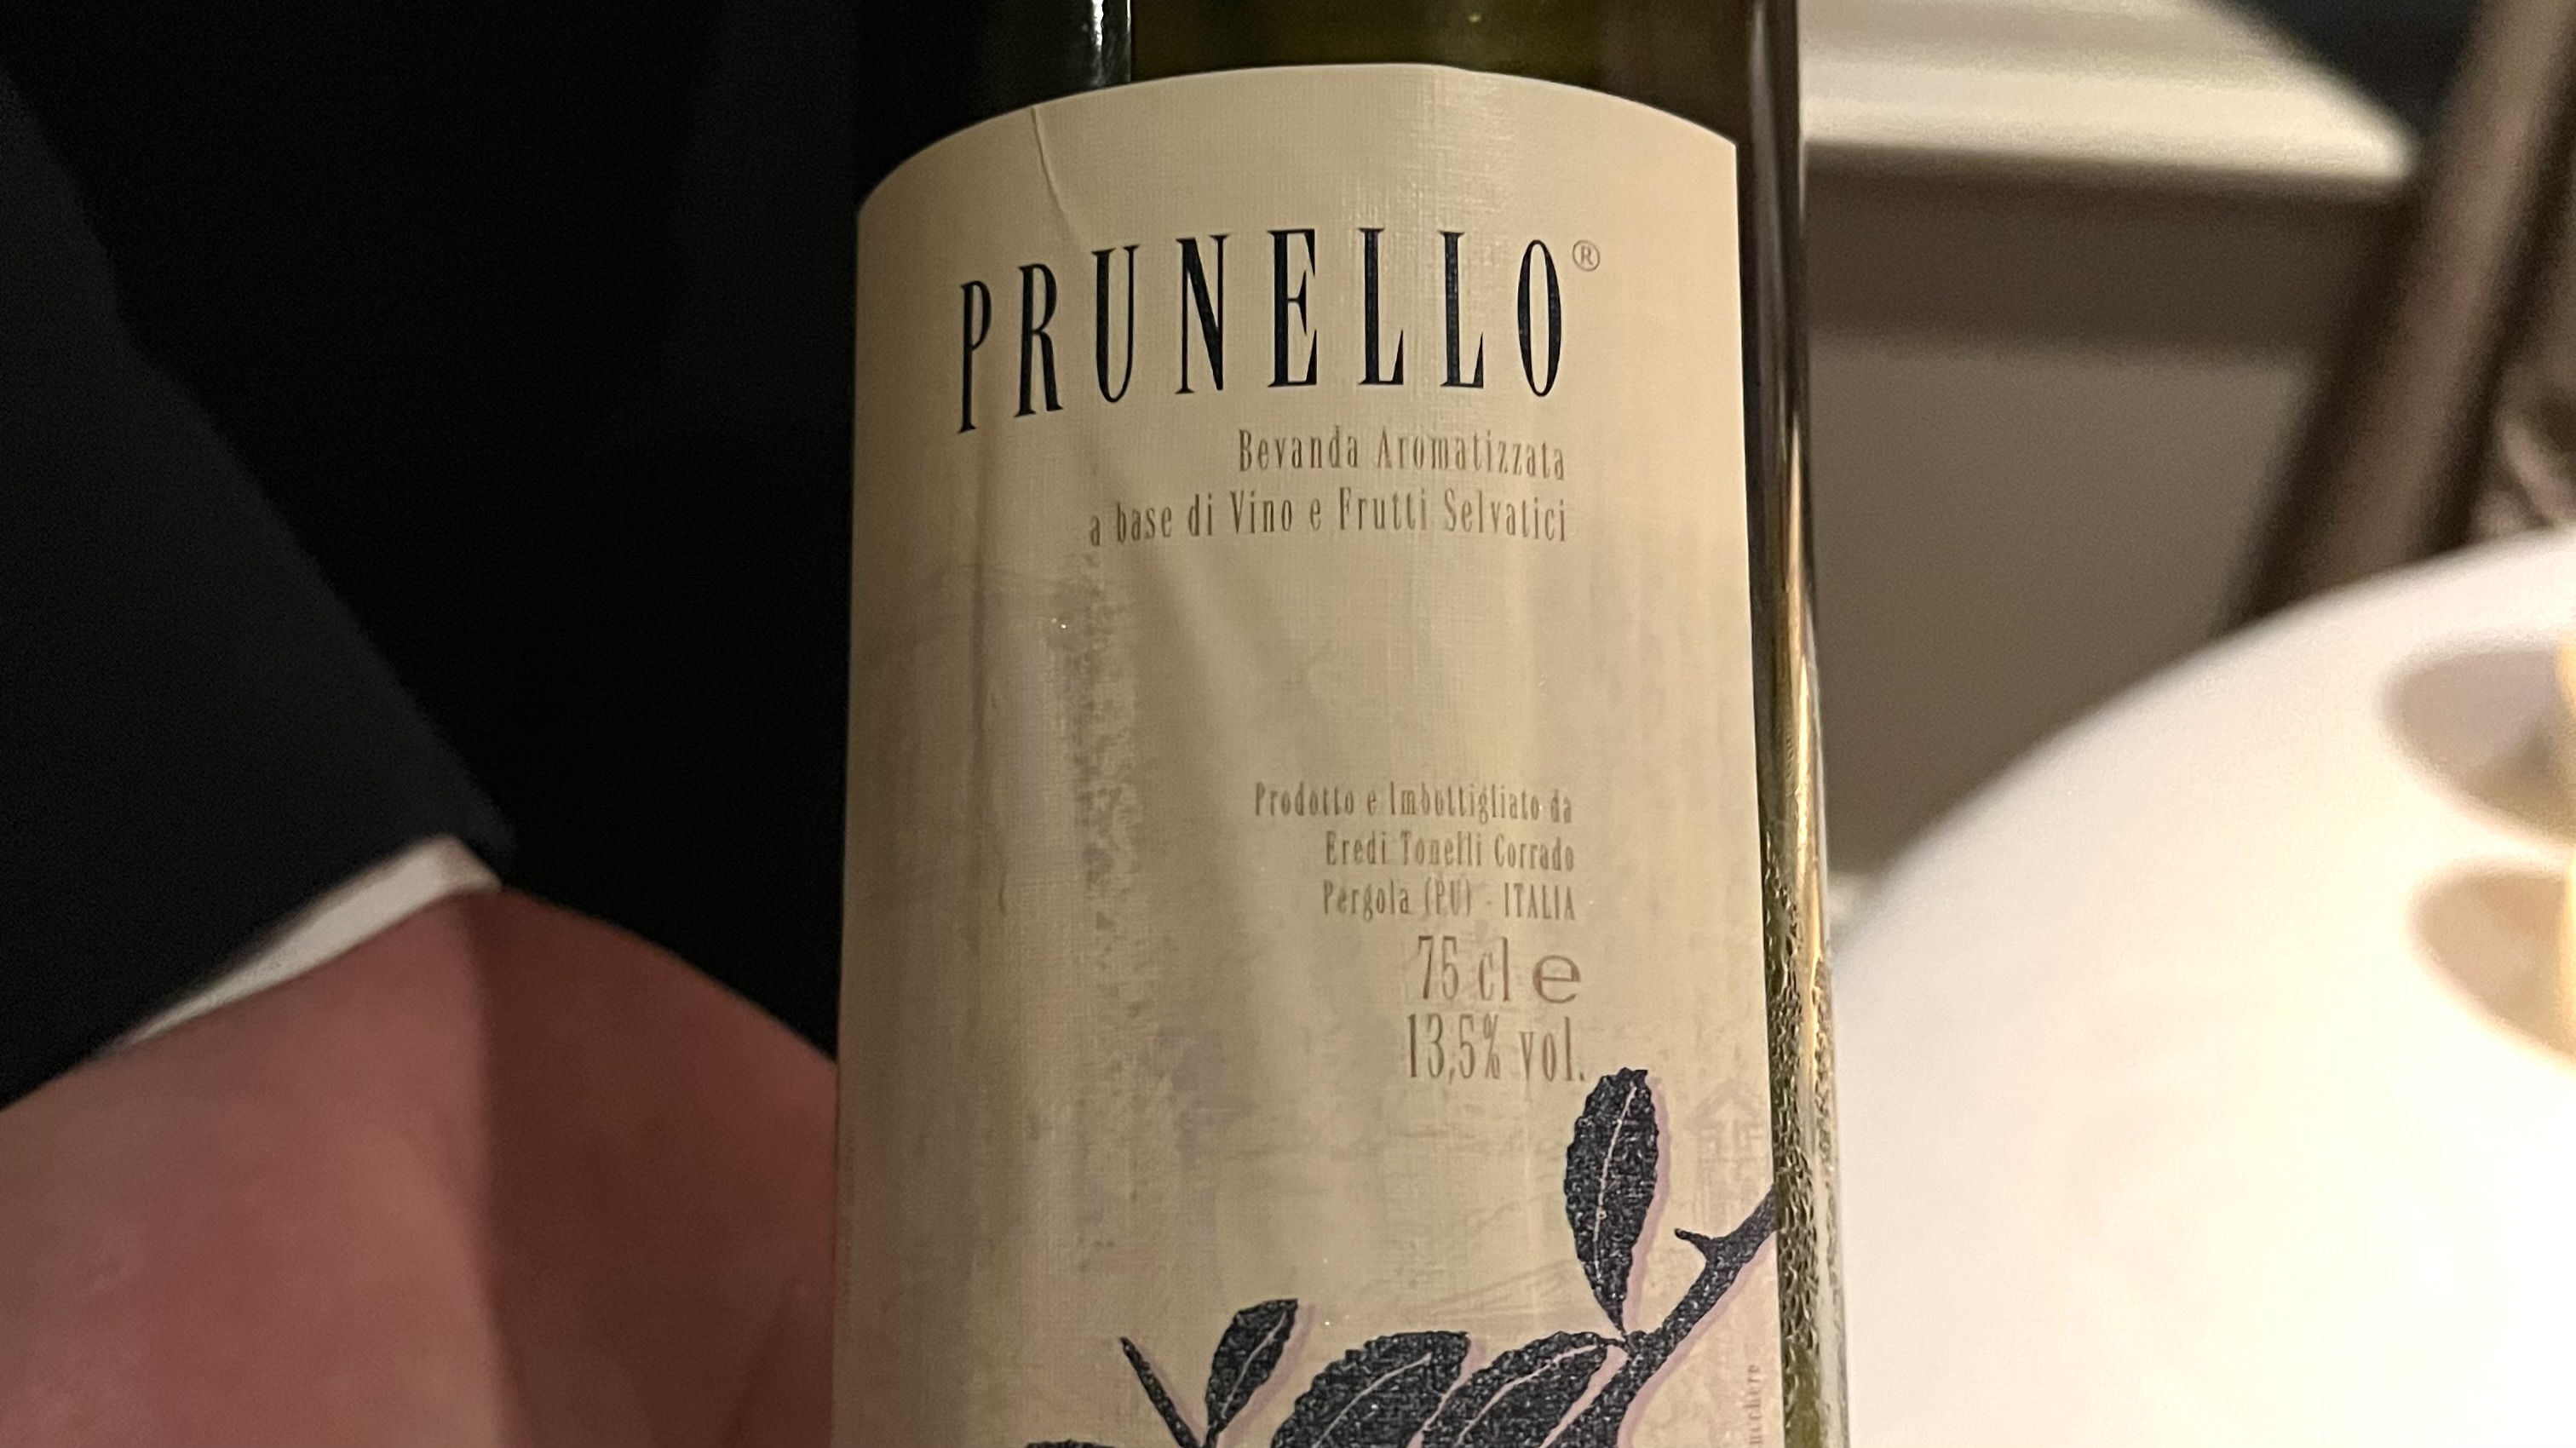 PRUNELLO®
Bevanda Aromatizzata
a base di Vino e Frutti Selvatici
Prodotto e Imbottigliato da
Eredi Tonelli Corrado
Pergola (PU) - ITALIA
75 cl e
13,5% vol.